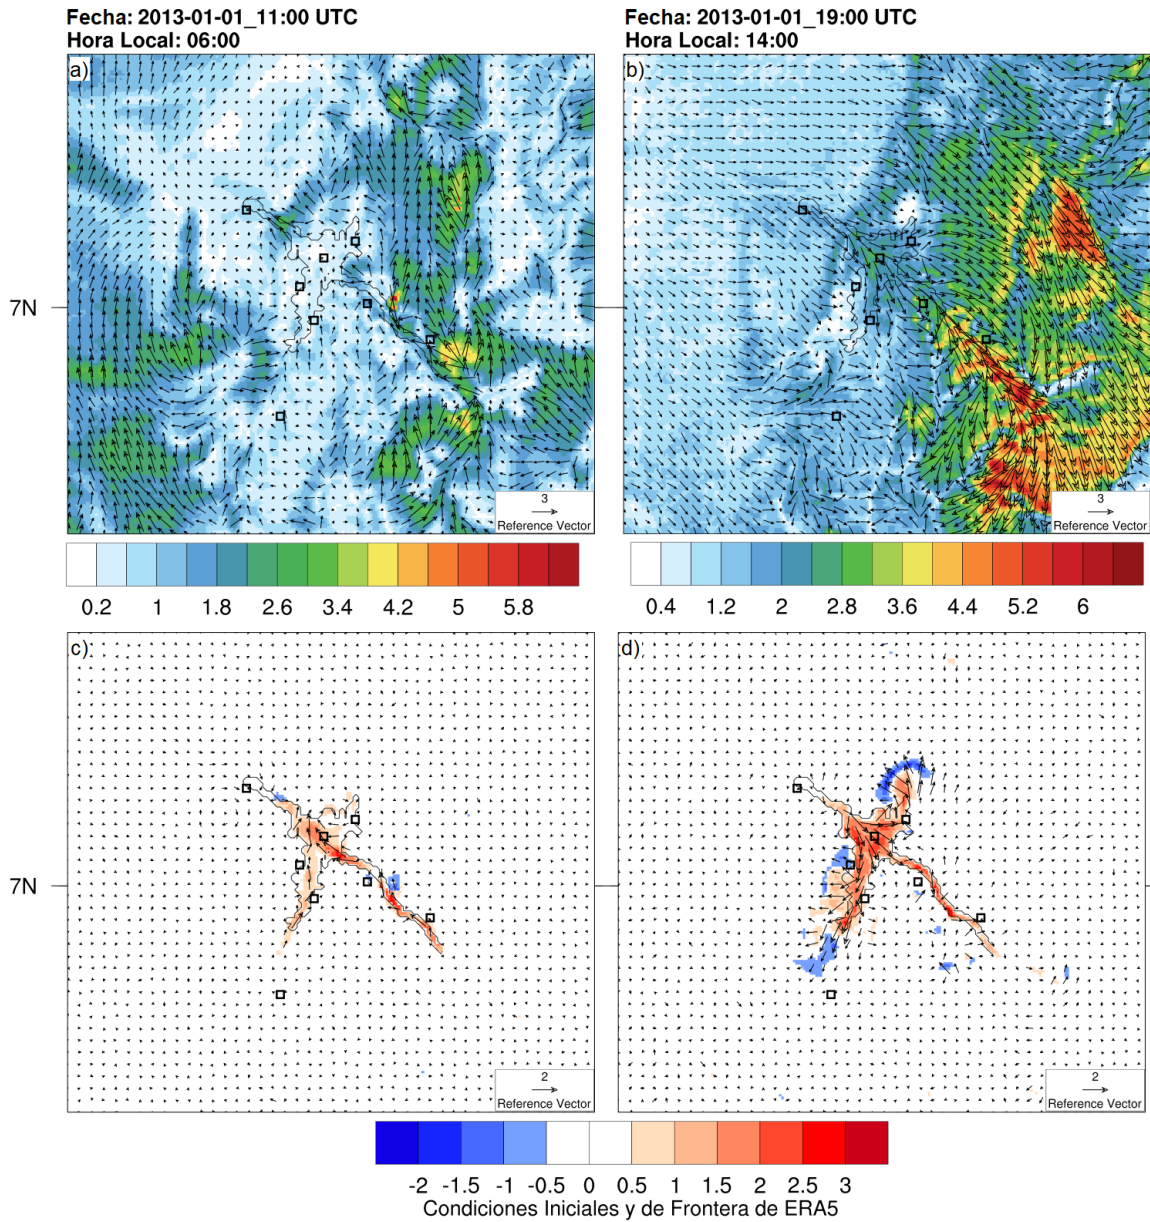 Fecha: 2013-01-01_11:00 UTC
Hora Local: 06:00
Fecha: 2013-01-01_19:00 UTC
Hora Local: 14:00
a)
b)
7N
3
Reference Vector
3
Reference Vector
0.2 1 1.8 2.6 3.4 4.2 5 5.8
0.4 1.2 2 2.8 3.6 4.4 5.2 6
c)
d)
7N
2
Reference Vector
2
Reference Vector
-2 -1.5 -1 -0.5 0 0.5 1 1.5 2 2.5 3
Condiciones Iniciales y de Frontera de ERA5